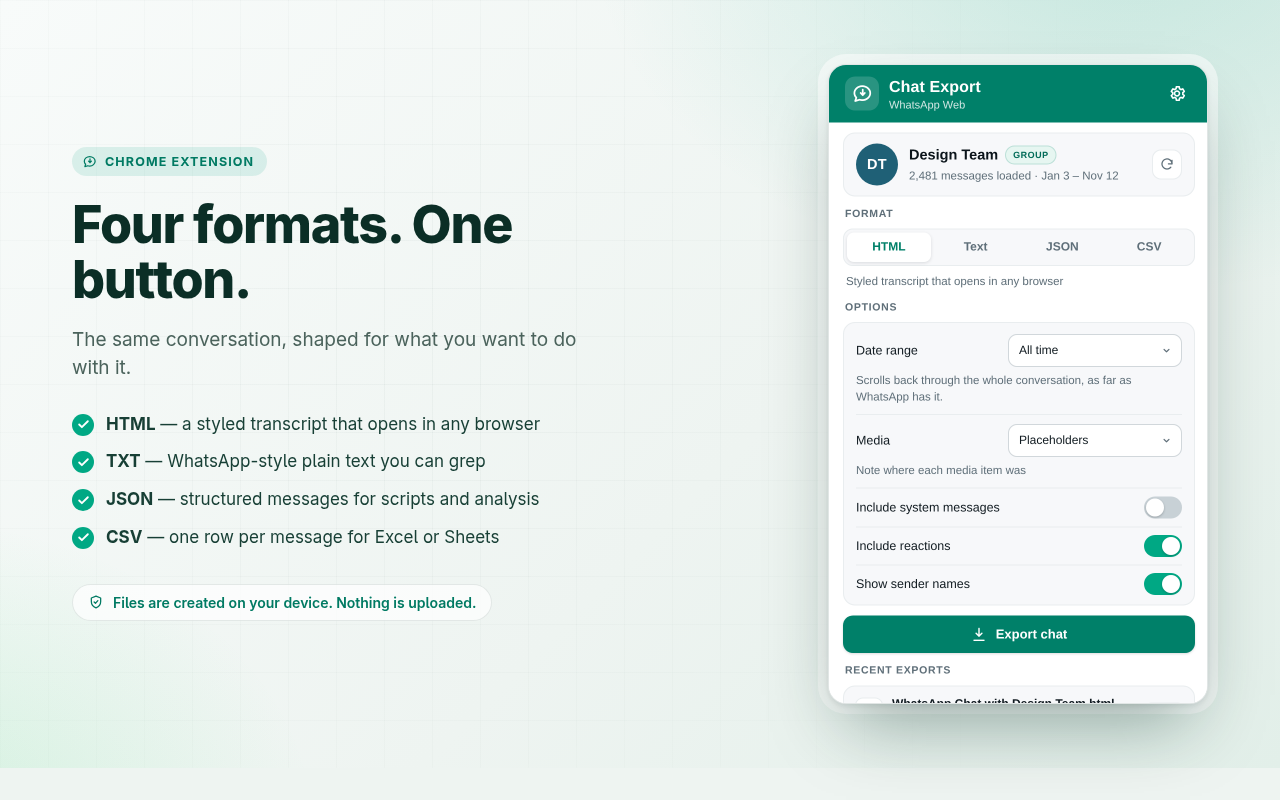 CHROME EXTENSION
Four formats. One
button.
The same conversation, shaped for what you want to do
with it.
HTML — a styled transcript that opens in any browser
TXT — WhatsApp-style plain text you can grep
JSON — structured messages for scripts and analysis
CSV — one row per message for Excel or Sheets
Files are created on your device. Nothing is uploaded.
Chat Export
WhatsApp Web
DT
Design Team GROUP
2,481 messages loaded · Jan 3 – Nov 12
FORMAT
HTML Text JSON CSV
Styled transcript that opens in any browser
OPTIONS
Date range All time
Scrolls back through the whole conversation, as far as
WhatsApp has it.
Media Placeholders
Note where each media item was
Include system messages
Include reactions
Show sender names
Export chat
RECENT EXPORTS
WhatsApp Chat with Design Team.html